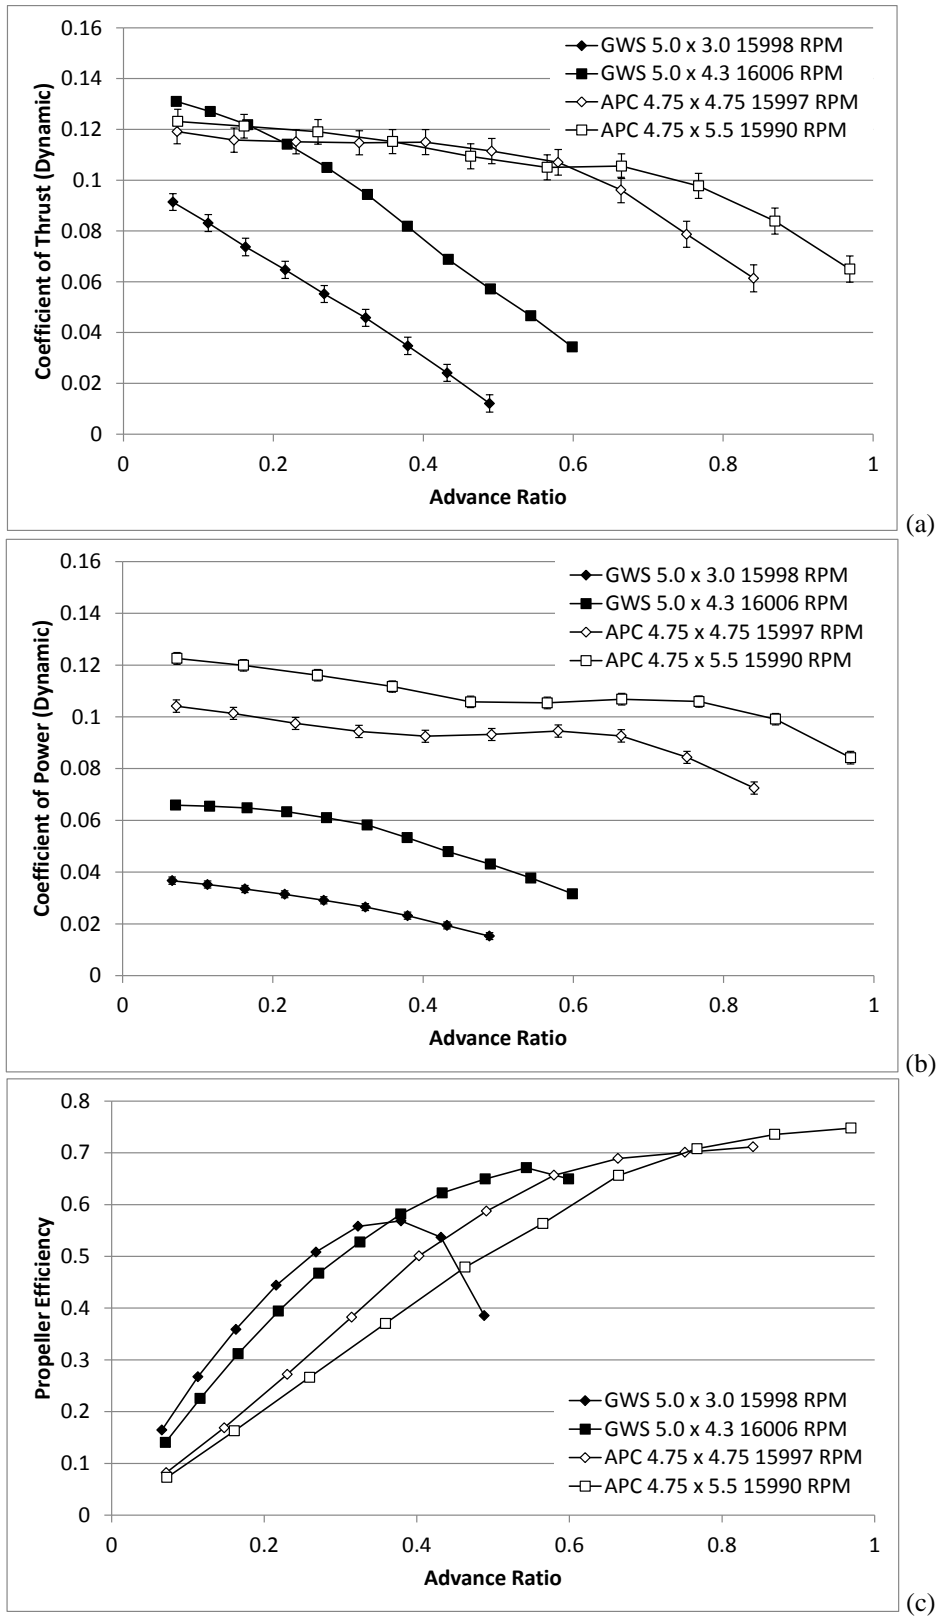 0.16
0.14
0.12
0.1
0.08
0.06
0.04
0.02
0
Coefficient of Thrust (Dynamic)
GWS 5.0 x 3.0 15998 RPM
GWS 5.0 x 4.3 16006 RPM
APC 4.75 x 4.75 15997 RPM
APC 4.75 x 5.5 15990 RPM
0 0.2 0.4 0.6 0.8 1
Advance Ratio
(a)
0.16
0.14
0.12
0.1
0.08
0.06
0.04
0.02
0
Coefficient of Power (Dynamic)
GWS 5.0 x 3.0 15998 RPM
GWS 5.0 x 4.3 16006 RPM
APC 4.75 x 4.75 15997 RPM
APC 4.75 x 5.5 15990 RPM
0 0.2 0.4 0.6 0.8 1
Advance Ratio
(b)
0.8
0.7
0.6
0.5
0.4
0.3
0.2
0.1
0
Propeller Efficiency
GWS 5.0 x 3.0 15998 RPM
GWS 5.0 x 4.3 16006 RPM
APC 4.75 x 4.75 15997 RPM
APC 4.75 x 5.5 15990 RPM
0 0.2 0.4 0.6 0.8 1
Advance Ratio
(c)